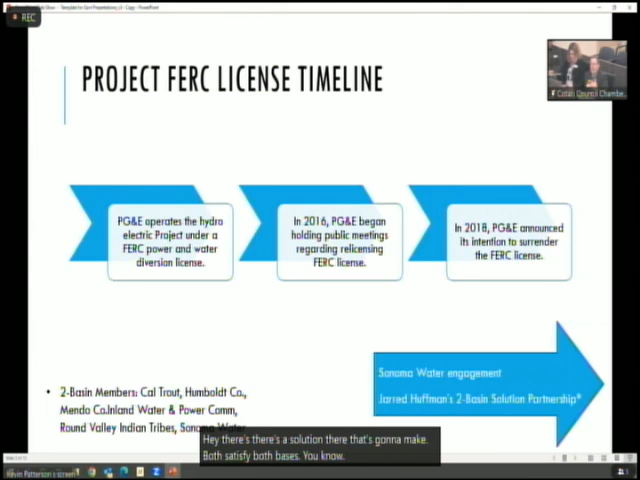 REC
PROJECT FERC LICENSE TIMELINE
Cotati Council Chambe...
PG&E operates the hydro
electric Project under a
FERC power and water
diversion license.
In 2016, PG&E began
holding public meetings
regarding relicensing
FERC license.
In 2018, PG&E announced
its intention to surrender
the FERC license.
Sonoma Water engagement
Jarred Huffman's 2-Basin Solution Partnership*
• 2-Basin Members: Cal Trout, Humboldt Co.,
Mendo Co.Inland Water & Power Comm,
Round Valley Indian Tribes, Sonoma Water
Hey there's there's a solution there that's gonna make.
Both satisfy both bases. You know.
Kevin Patterson's screen